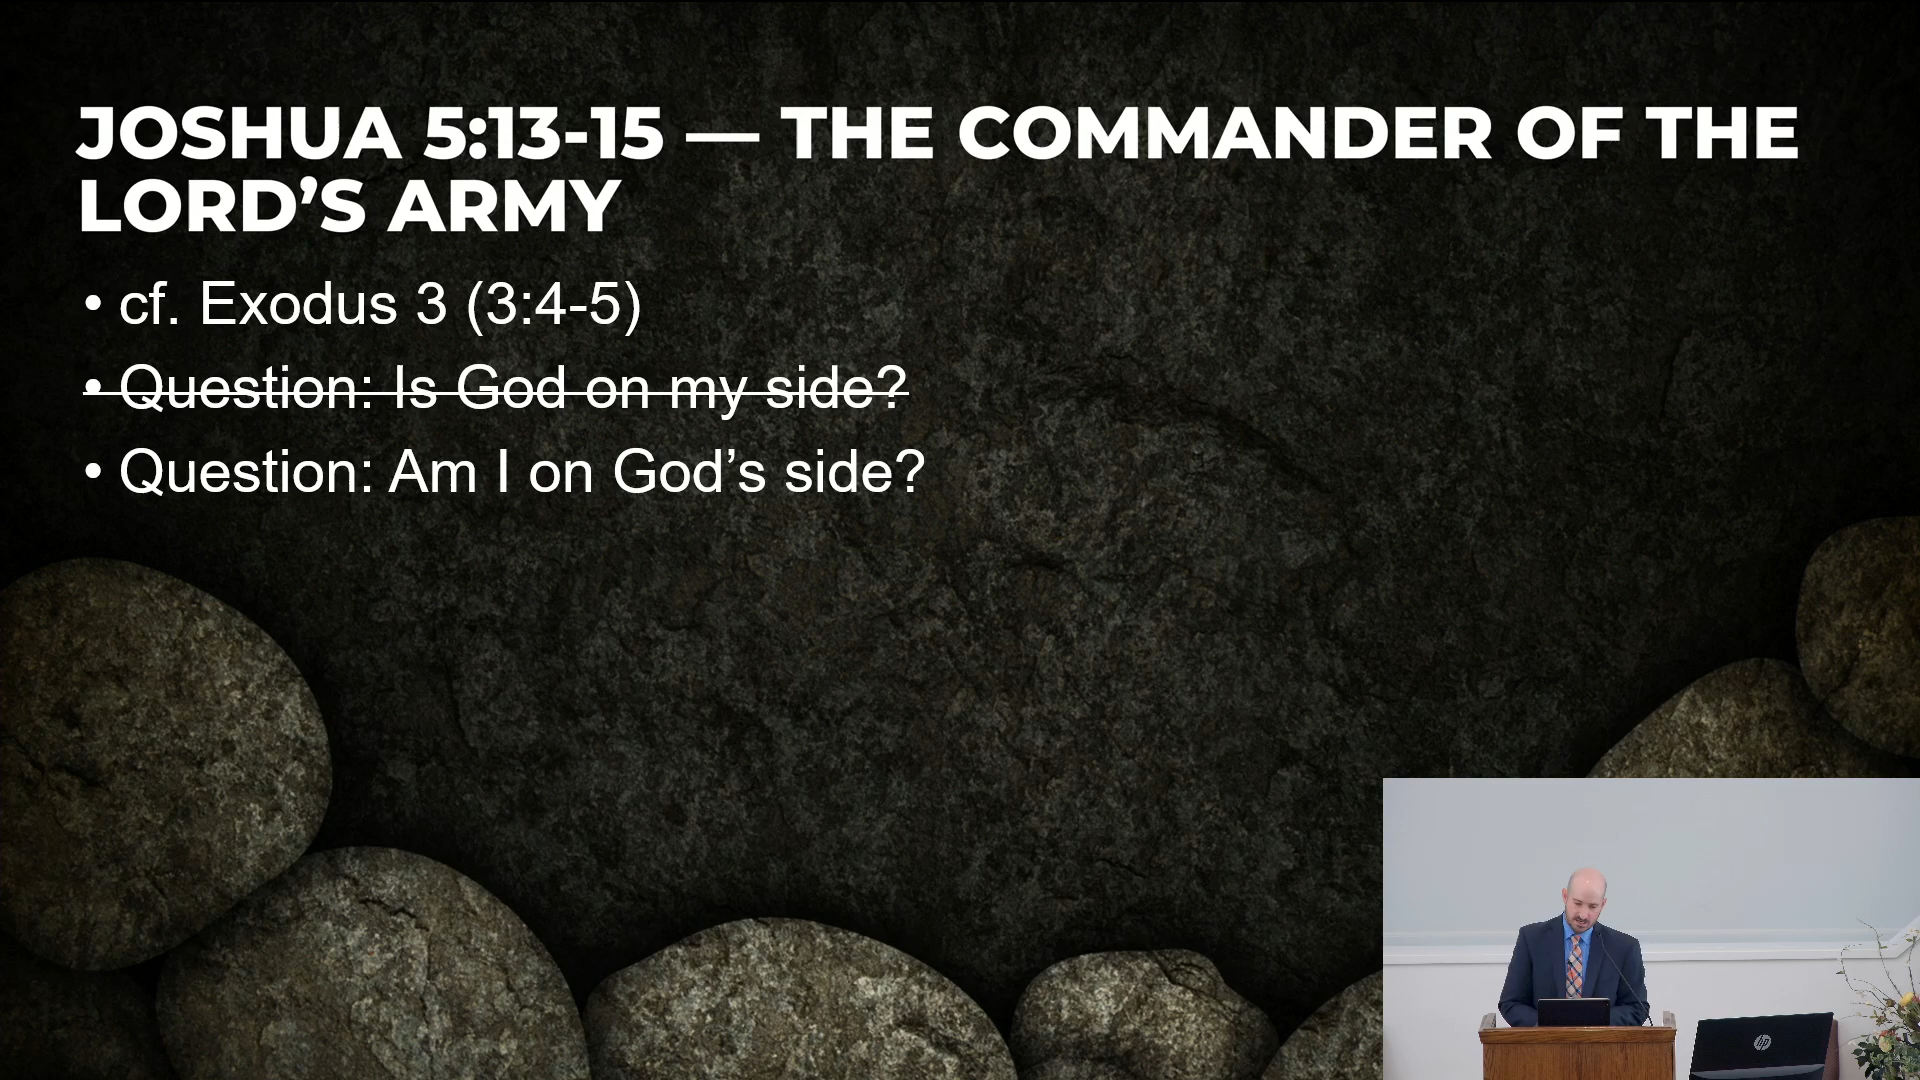 JOSHUA 5:13-15 — THE COMMANDER OF THE
LORD’S ARMY
• cf. Exodus 3 (3:4-5)
• Question: Is God on my side?
• Question: Am I on God’s side?
hp